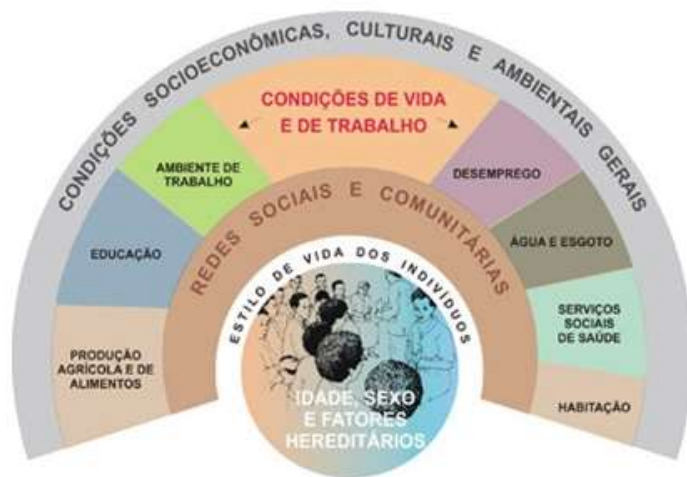 CONDIÇÕES SOCIOECONÔMICAS, CULTURAIS E AMBIENTAIS GERAIS
CONDIÇÕES DE VIDA
E DE TRABALHO
AMBIENTE DE
TRABALHO
DESEMPREGO
EDUCAÇÃO
ÁGUA E ESGOTO
PRODUÇÃO
AGRÍCOLA E DE
ALIMENTOS
SERVIÇOS
SOCIAIS
DE SAÚDE
HABITAÇÃO
REDES SOCIAIS E COMUNITÁRIAS
ESTILO DE VIDA DOS INDIVÍDUOS
IDADE, SEXO
E FATORES
HEREDITÁRIOS